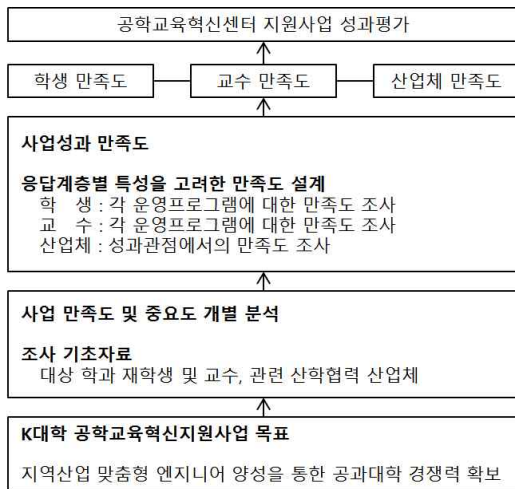 공학교육혁신센터 지원사업 성과평가
학생 만족도
교수 만족도
산업체 만족도
사업성과 만족도
응답계층별 특성을 고려한 만족도 설계
학 생 : 각 운영프로그램에 대한 만족도 조사
교 수 : 각 운영프로그램에 대한 만족도 조사
산업체 : 성과관점에서의 만족도 조사
사업 만족도 및 중요도 개별 분석
조사 기초자료
대상 학과 재학생 및 교수, 관련 산학협력 산업체
K대학 공학교육혁신지원사업 목표
지역산업 맞춤형 엔지니어 양성을 통한 공과대학 경쟁력 확보